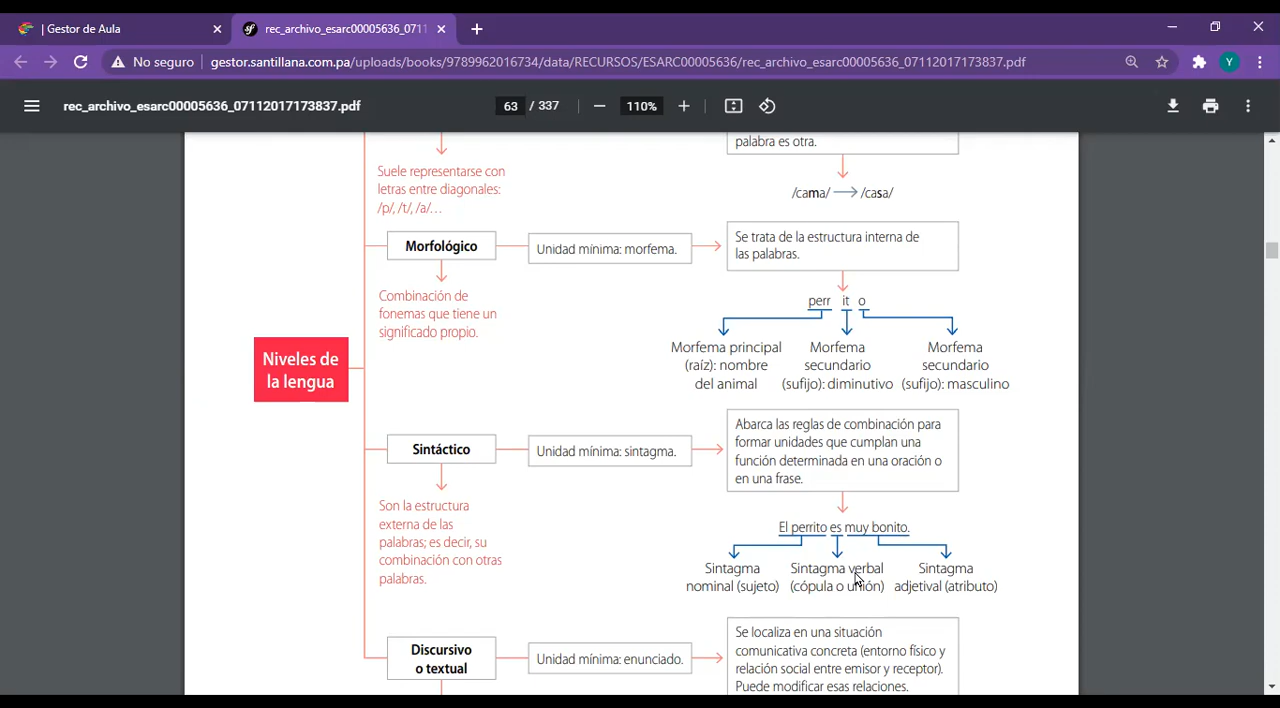 | Gestor de Aula
rec_archivo_esarc00005636_0711
No seguro
gestor.santillana.com.pa/uploads/books/9789962016734/data/RECURSOS/ESARC00005636/rec_archivo_esarc00005636_07112017173837.pdf
Y
rec_archivo_esarc00005636_07112017173837.pdf
63 / 337
110%
palabra es otra.
Suele representarse con
letras entre diagonales:
/p/, /t/, /a/…
/cama/ → /casa/
Morfológico
Unidad mínima: morfema.
Se trata de la estructura interna de
las palabras.
Combinación de
fonemas que tiene un
significado propio.
perr it o
Morfema principal
(raíz): nombre
del animal
Morfema
secundario
(sufijo): diminutivo
Morfema
secundario
(sufijo): masculino
Niveles de
la lengua
Sintáctico
Unidad mínima: sintagma.
Abarca las reglas de combinación para
formar unidades que cumplan una
función determinada en una oración o
en una frase.
Son la estructura
externa de las
palabras; es decir, su
combinación con otras
palabras.
El perrito es muy bonito.
Sintagma
nominal (sujeto)
Sintagma verbal
(cópula o unión)
Sintagma
adjetival (atributo)
Discursivo
o textual
Unidad mínima: enunciado.
Se localiza en una situación
comunicativa concreta (entorno físico y
relación social entre emisor y receptor).
Puede modificar esas relaciones.